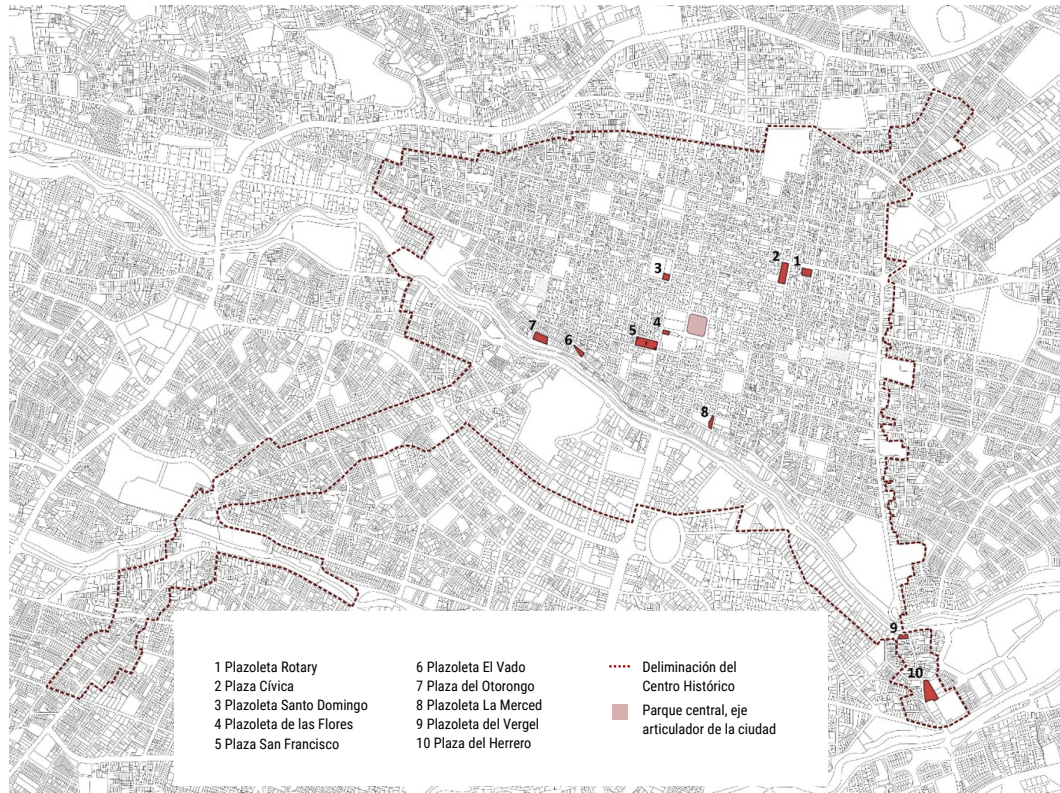 2
1
3
4
5
7
6
8
9
10
1 Plazoleta Rotary
2 Plaza Cívica
3 Plazoleta Santo Domingo
4 Plazoleta de las Flores
5 Plaza San Francisco
6 Plazoleta El Vado
7 Plaza del Otorongo
8 Plazoleta La Merced
9 Plazoleta del Vergel
10 Plaza del Herrero
Deliminación del
Centro Histórico
Parque central, eje
articulador de la ciudad